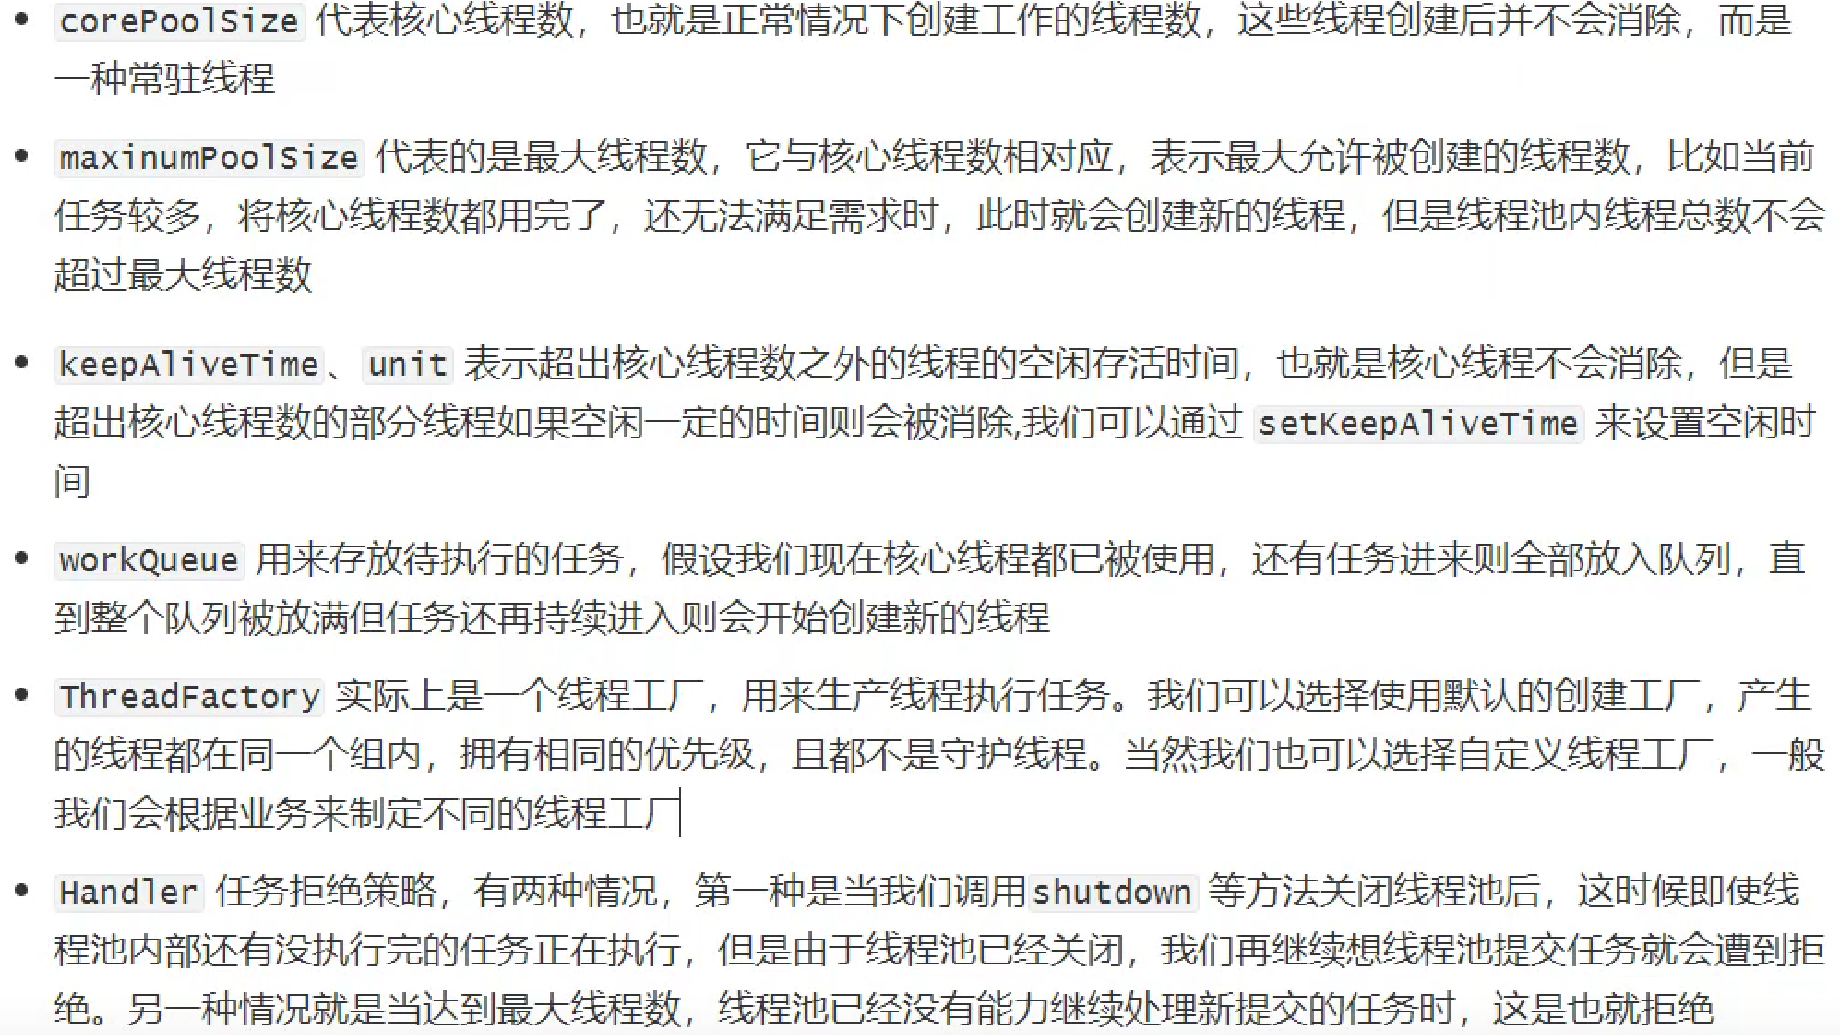 corePoolSize 代表核心线程数，也就是正常情况下创建工作的线程数，这些线程创建后并不会消除，而是
一种常驻线程
maxinumPoolSize 代表的是最大线程数，它与核心线程数相对应，表示最大允许被创建的线程数，比如当前
任务较多，将核心线程数都用完了，还无法满足需求时，此时就会创建新的线程，但是线程池内线程总数不会
超过最大线程数
keepAliveTime、unit 表示超出核心线程数之外的线程的空闲存活时间，也就是核心线程不会消除，但是
超出核心线程数的部分线程如果空闲一定的时间则会被消除,我们可以通过 setKeepAliveTime 来设置空闲时
间
workQueue 用来存放待执行的任务，假设我们现在核心线程都已被使用，还有任务进来则全部放入队列，直
到整个队列被放满但任务还再持续进入则会开始创建新的线程
ThreadFactory 实际上是一个线程工厂，用来生产线程执行任务。我们可以选择使用默认的创建工厂，产生
的线程都在同一个组内，拥有相同的优先级，且都不是守护线程。当然我们也可以选择自定义线程工厂，一般
我们会根据业务来制定不同的线程工厂
Handler 任务拒绝策略，有两种情况，第一种是当我们调用shutdown 等方法关闭线程池后，这时候即使线
程池内部还有没执行完的任务正在执行，但是由于线程池已经关闭，我们再继续想线程池提交任务就会遭到拒
绝。另一种情况就是当达到最大线程数，线程池已经没有能力继续处理新提交的任务时，这是也就拒绝